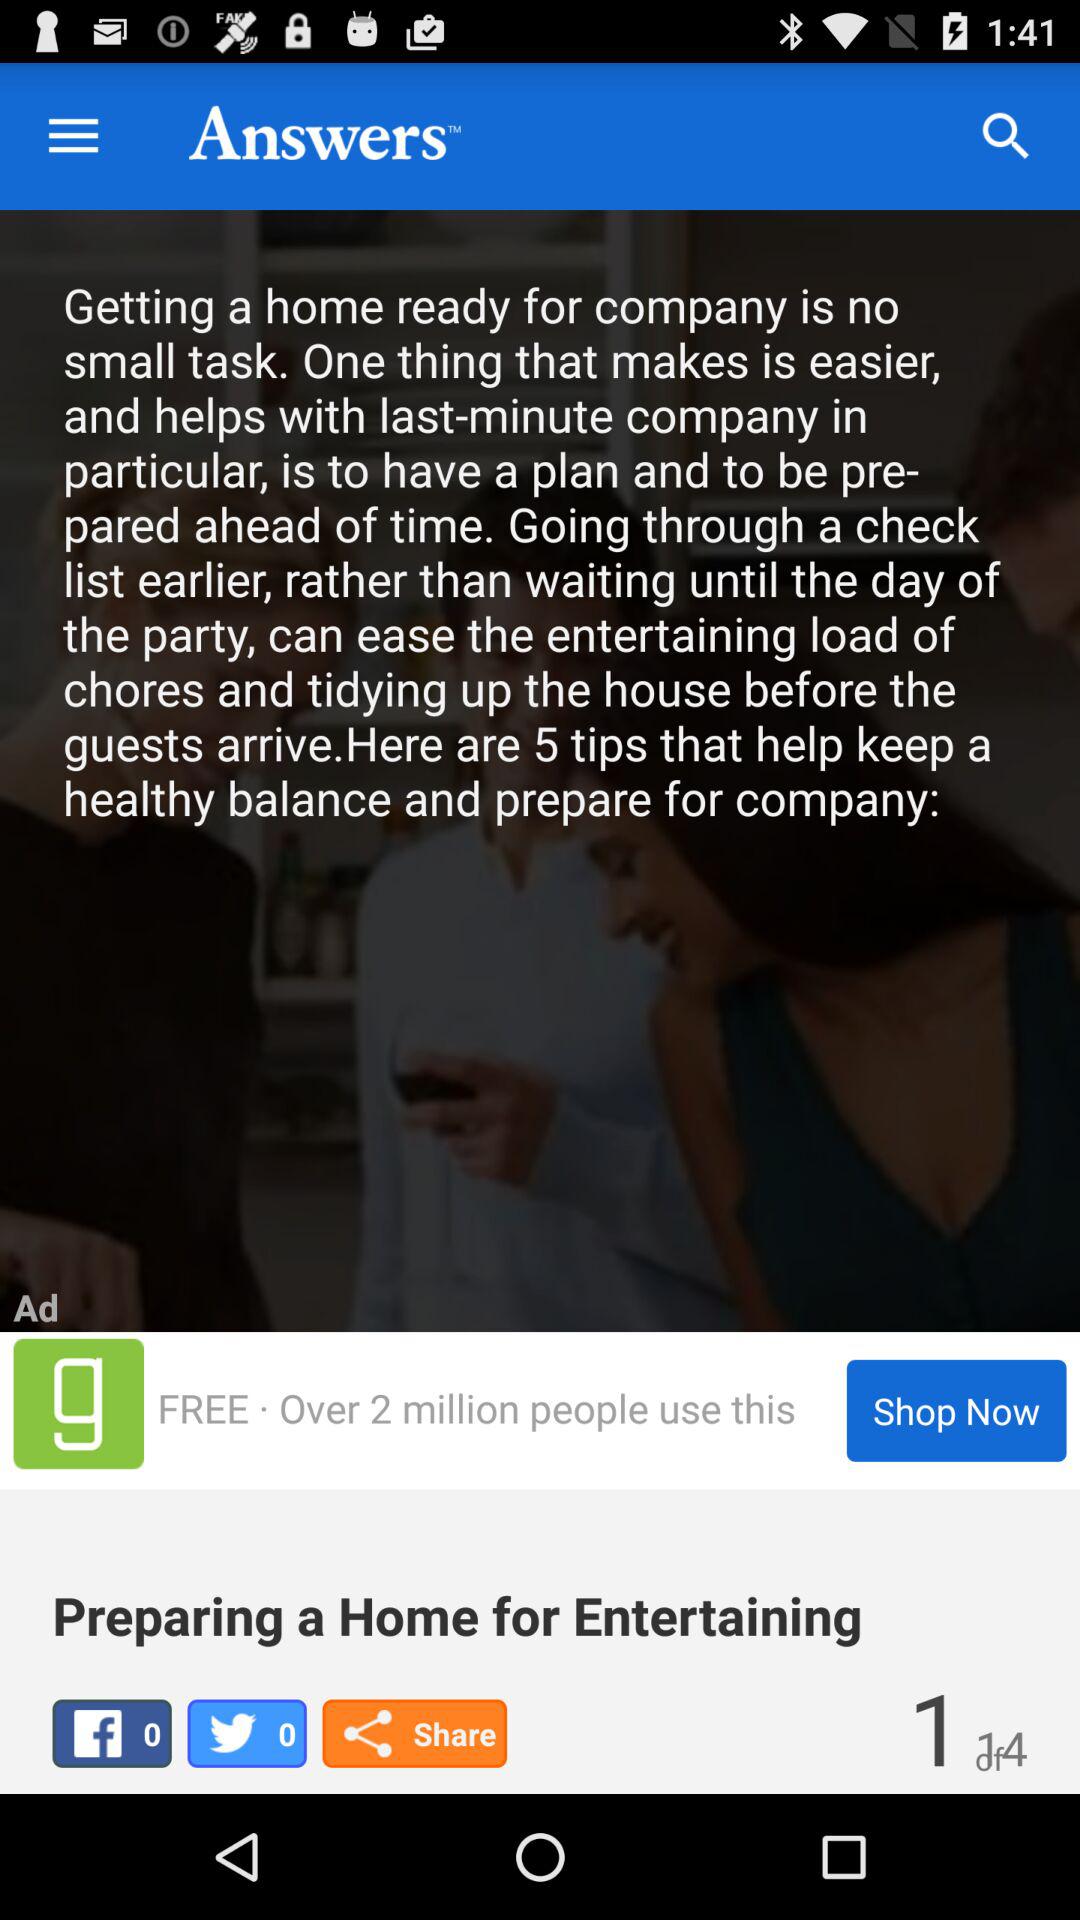 FAKE
1:41
Answers™
Getting a home ready for company is no
small task. One thing that makes is easier,
and helps with last-minute company in
particular, is to have a plan and to be pre-
pared ahead of time. Going through a check
list earlier, rather than waiting until the day of
the party, can ease the entertaining load of
chores and tidying up the house before the
guests arrive.Here are 5 tips that help keep a
healthy balance and prepare for company:
Ad
g
FREE · Over 2 million people use this
Shop Now
Preparing a Home for Entertaining
0
0
Share
1 of 14